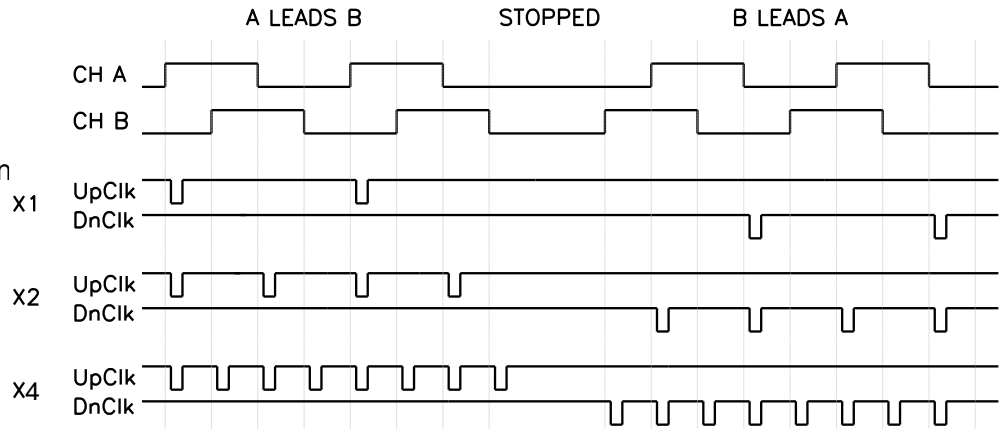 A LEADS B STOPPED B LEADS A
CH A
CH B
n
X1 UpClk
DnClk
X2 UpClk
DnClk
X4 UpClk
DnClk